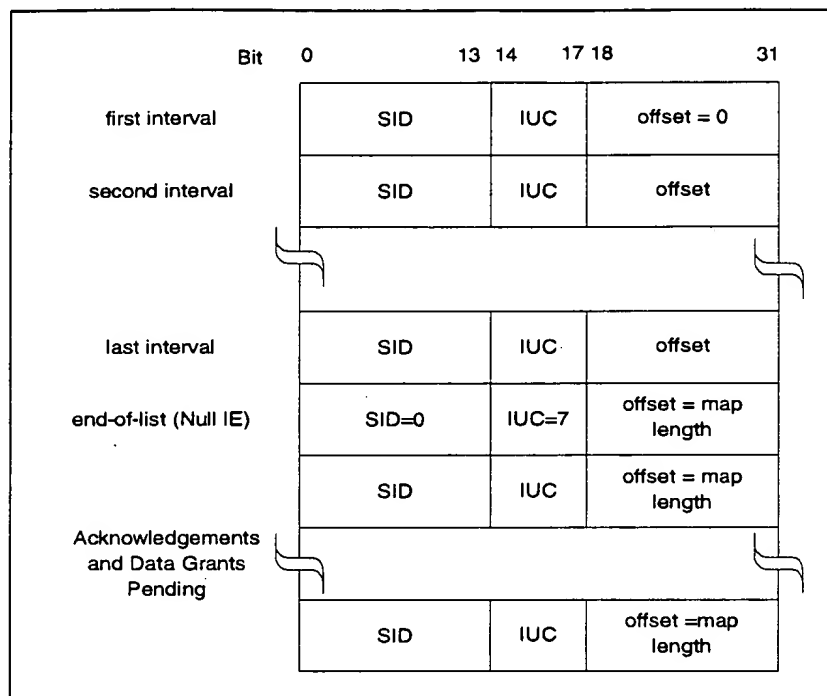 Bit 0 13 14 17 18 31
first interval SID IUC offset = 0
second interval SID IUC offset
last interval SID IUC offset
end-of-list (Null IE) SID=0 IUC=7 offset = map
length
SID IUC offset = map
length
Acknowledgements
and Data Grants
Pending
SID IUC offset =map
length